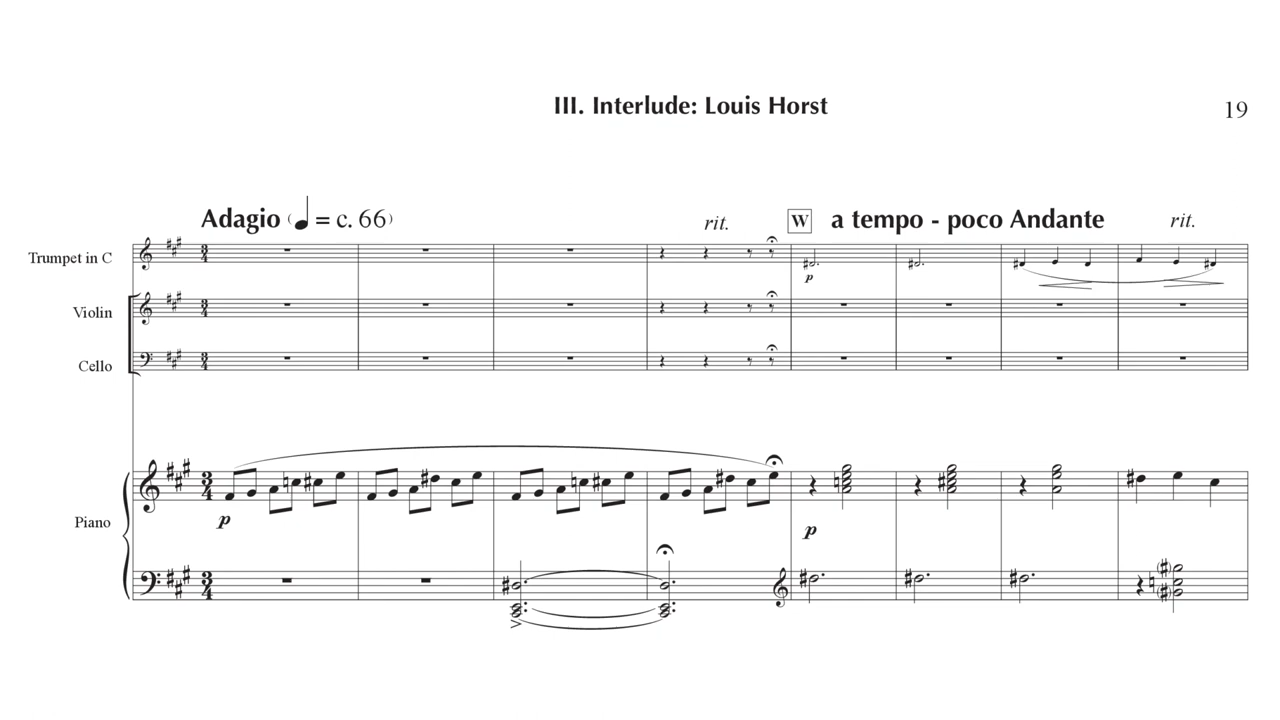 III. Interlude: Louis Horst
19
Adagio (♩ = c. 66)
rit.
W
a tempo - poco Andante
rit.
Trumpet in C
p
Violin
Cello
Piano
p
p